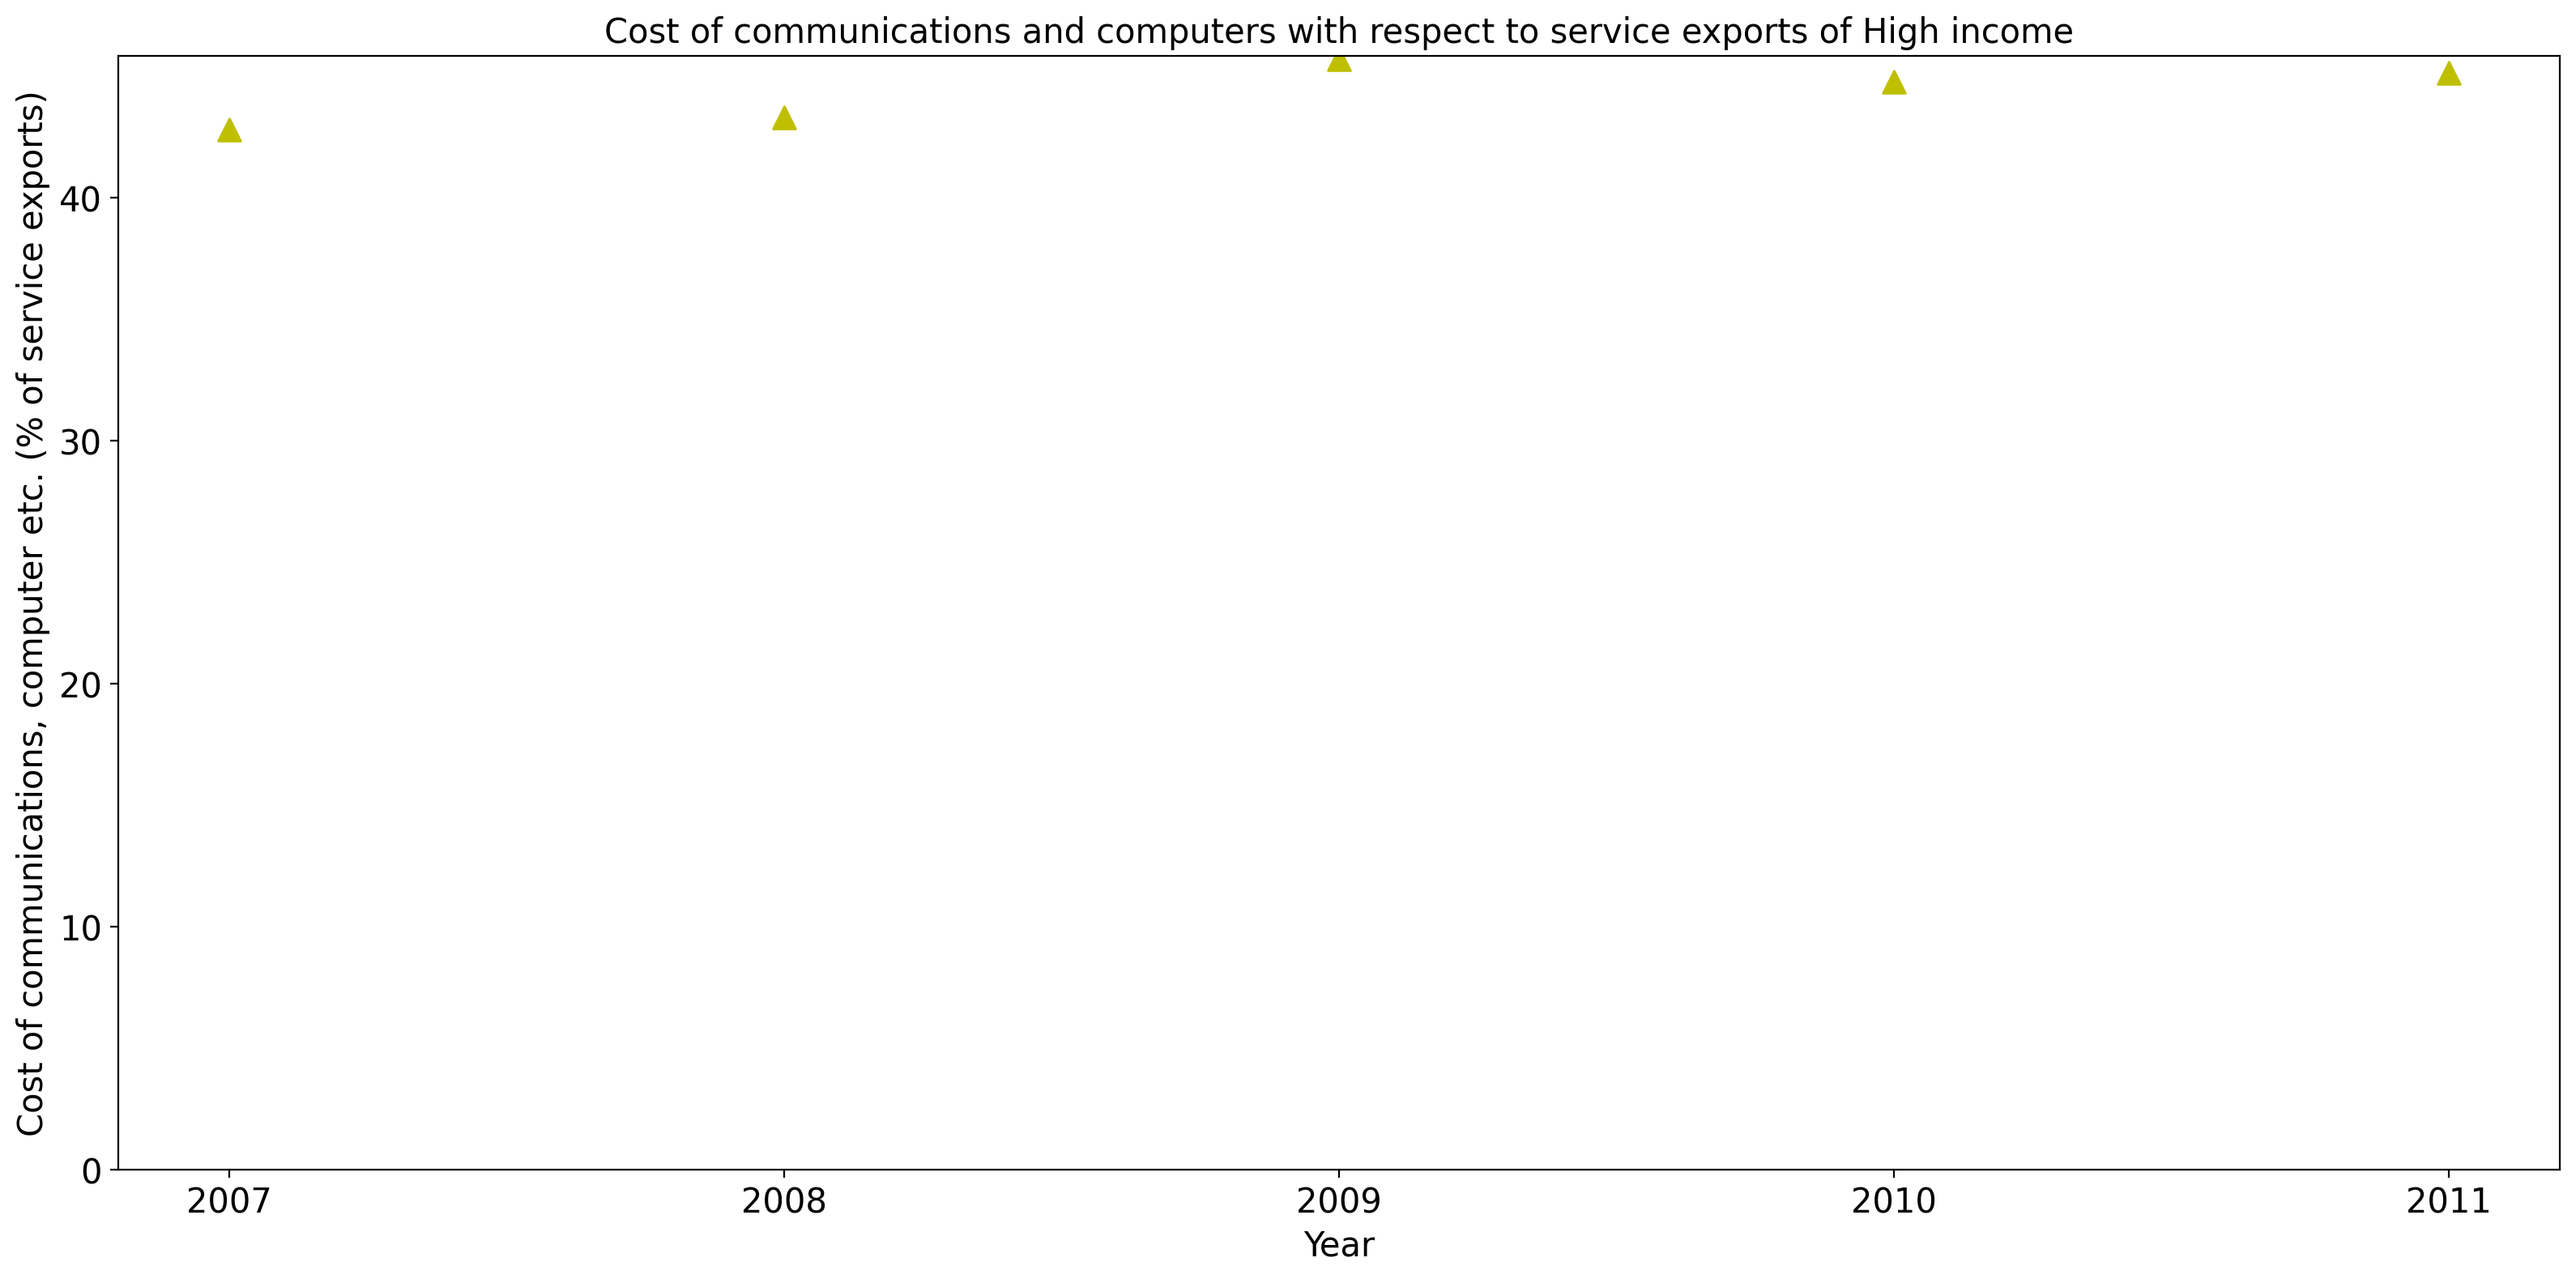 Cost of communications and computers with respect to service exports of High income
Cost of communications, computer etc. (% of service exports)
40
30
20
10
0
2007 2008 2009 2010 2011
Year